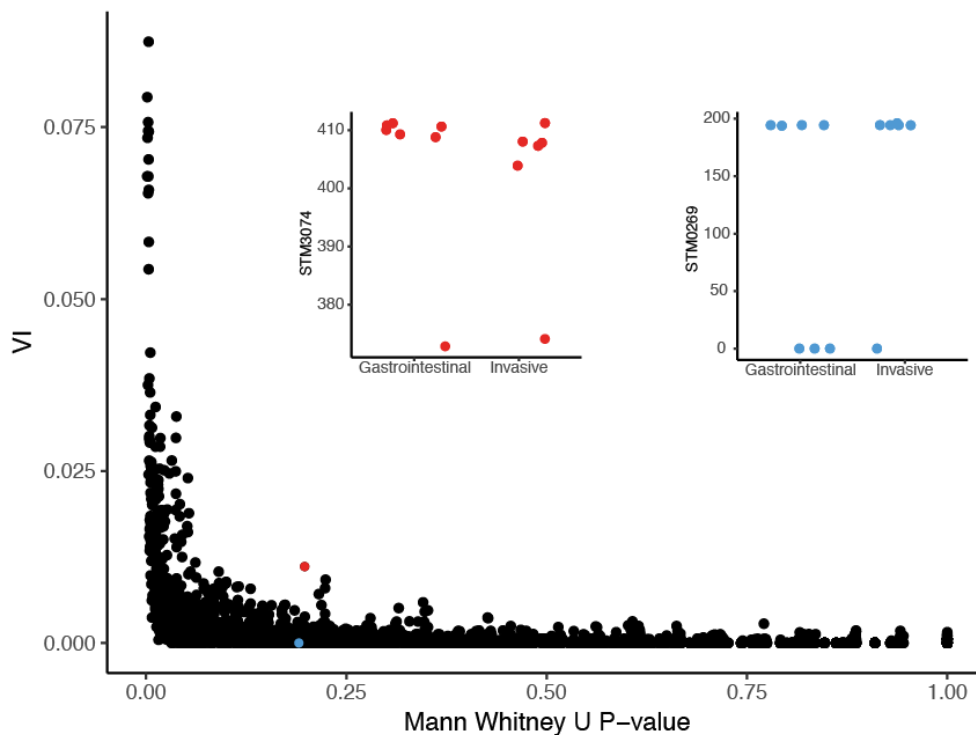 VI
0.075
0.050
0.025
0.000
0.00 0.25 0.50 0.75 1.00
Mann Whitney U P-value
STM3074
410
400
390
380
Gastrointestinal Invasive
STM0269
200
150
100
50
0
Gastrointestinal Invasive